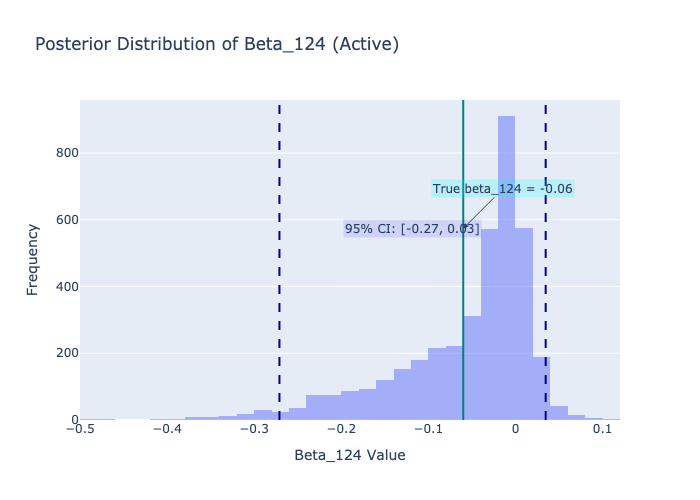 Posterior Distribution of Beta_124 (Active)
Frequency
800
600
400
200
0
True beta_124 = -0.06
95% CI: [-0.27, 0.03]
−0.5
−0.4
−0.3
−0.2
−0.1
0
0.1
Beta_124 Value